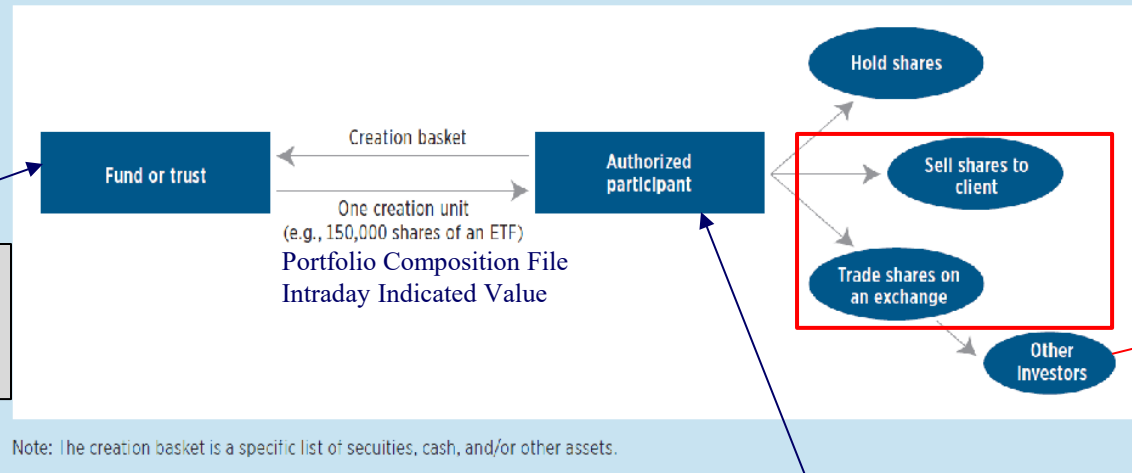 Hold shares
Creation basket
Fund or trust
Authorized
participant
Sell shares to
client
One creation unit
(e.g., 150,000 shares of an ETF)
Portfolio Composition File
Intraday Indicated Value
Trade shares on
an exchange
Other
Investors
Note: The creation basket is a specific list of secuities, cash, and/or other assets.